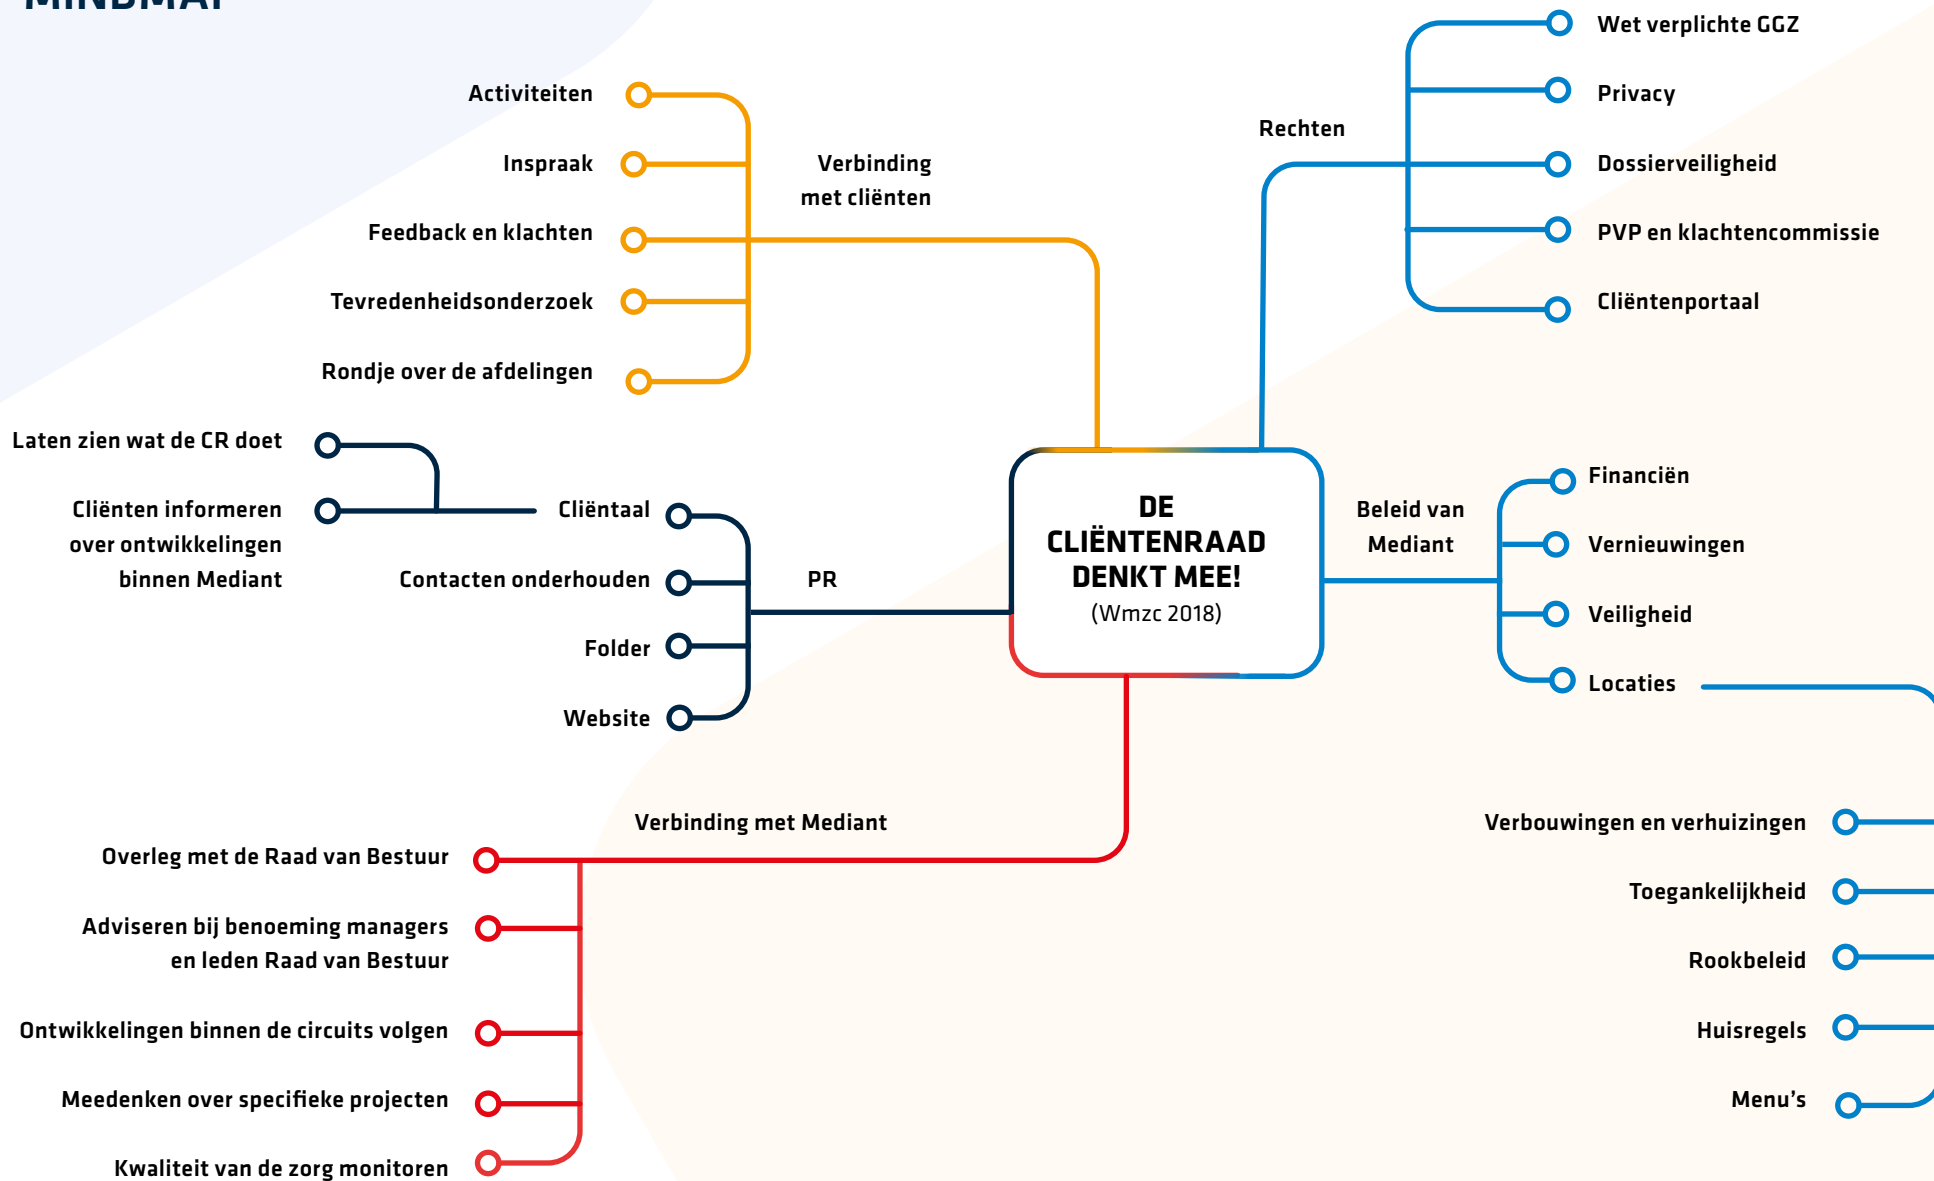 MINDMAP
Activiteiten
Inspraak
Feedback en klachten
Tevredenheidsonderzoek
Rondje over de afdelingen
Verbinding
met cliënten
Rechten
Wet verplichte GGZ
Privacy
Dossierveiligheid
PVP en klachtencommissie
Cliëntenportaal
Laten zien wat de CR doet
Cliënten informeren
over ontwikkelingen
binnen Mediant
Cliëntaal
Contacten onderhouden
Folder
Website
PR
DE
CLIËNTENRAAD
DENKT MEE!
(Wmzc 2018)
Beleid van
Mediant
Financiën
Vernieuwingen
Veiligheid
Locaties
Verbinding met Mediant
Overleg met de Raad van Bestuur
Adviseren bij benoeming managers
en leden Raad van Bestuur
Ontwikkelingen binnen de circuits volgen
Meedenken over specifieke projecten
Kwaliteit van de zorg monitoren
Verbouwingen en verhuizingen
Toegankelijkheid
Rookbeleid
Huisregels
Menu's